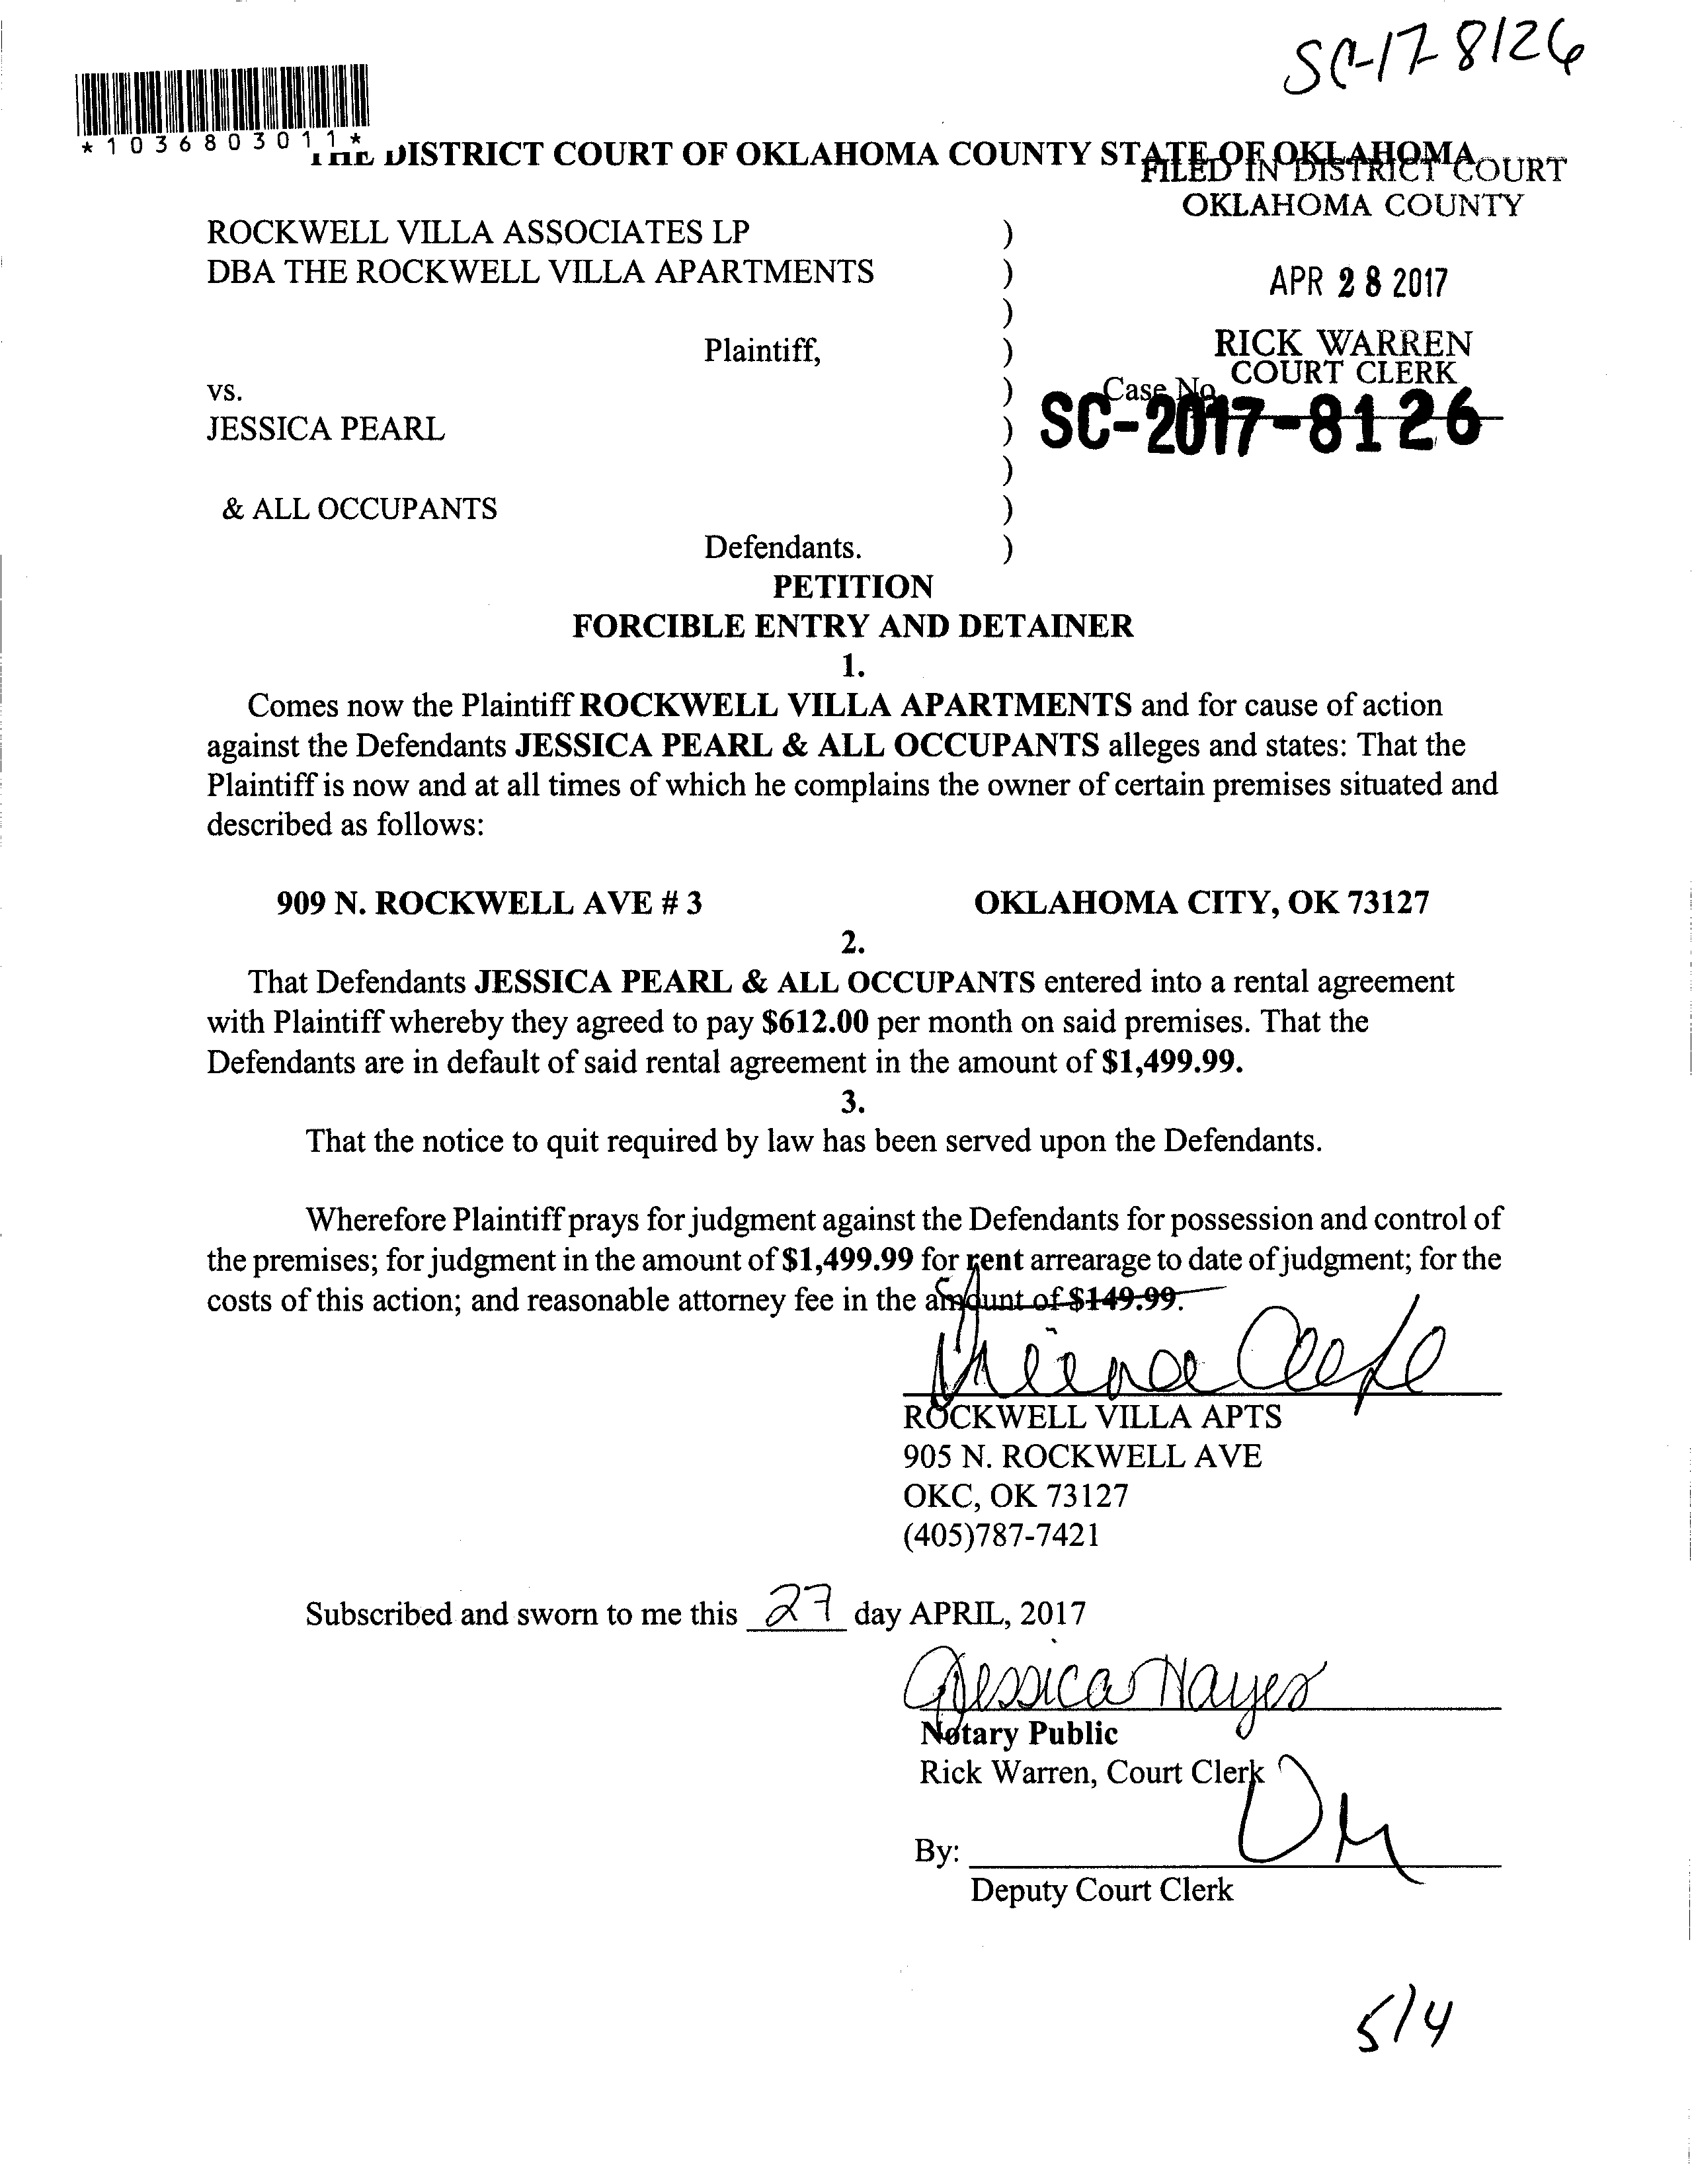 SC-17-8126
*1036803011*
THE DISTRICT COURT OF OKLAHOMA COUNTY STATE OF OKLAHOMA
FILED IN DISTRICT COURT
OKLAHOMA COUNTY
ROCKWELL VILLA ASSOCIATES LP )
DBA THE ROCKWELL VILLA APARTMENTS )
APR 28 2017
)
Plaintiff, )
RICK WARREN
COURT CLERK
vs. ) Case No.
SC-2017-8126
JESSICA PEARL )
)
& ALL OCCUPANTS )
Defendants. )
PETITION
FORCIBLE ENTRY AND DETAINER
1.
Comes now the Plaintiff ROCKWELL VILLA APARTMENTS and for cause of action
against the Defendants JESSICA PEARL & ALL OCCUPANTS alleges and states: That the
Plaintiff is now and at all times of which he complains the owner of certain premises situated and
described as follows:
909 N. ROCKWELL AVE # 3 OKLAHOMA CITY, OK 73127
2.
That Defendants JESSICA PEARL & ALL OCCUPANTS entered into a rental agreement
with Plaintiff whereby they agreed to pay $612.00 per month on said premises. That the
Defendants are in default of said rental agreement in the amount of $1,499.99.
3.
That the notice to quit required by law has been served upon the Defendants.
Wherefore Plaintiff prays for judgment against the Defendants for possession and control of
the premises; for judgment in the amount of $1,499.99 for rent arrearage to date of judgment; for the
costs of this action; and reasonable attorney fee in the amount of $149.99.
ROCKWELL VILLA APTS
905 N. ROCKWELL AVE
OKC, OK 73127
(405)787-7421
Subscribed and sworn to me this 27 day APRIL, 2017
Jessica Hayes
Notary Public
Rick Warren, Court Clerk
By:
Deputy Court Clerk
5/4